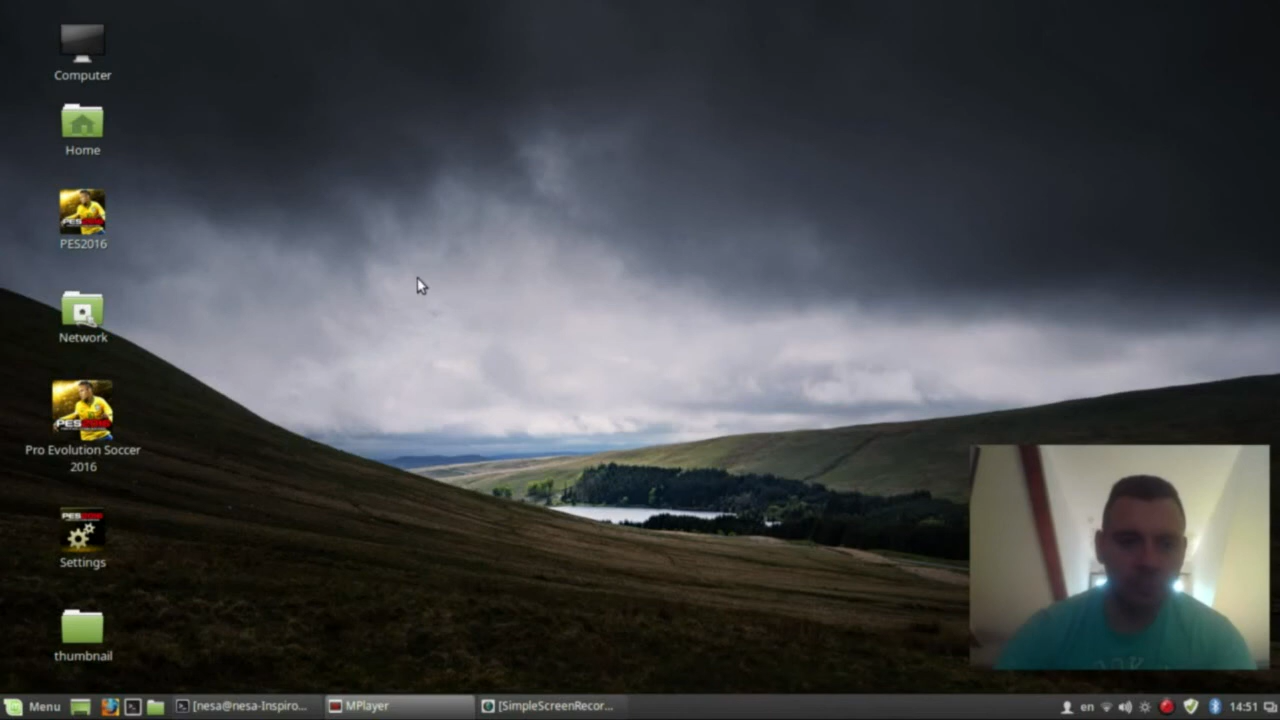 Computer
Home
PES2016
Network
Pro Evolution Soccer
2016
Settings
thumbnail
Menu
[nesa@nesa-Inspiro...
MPlayer
[SimpleScreenRecor...
en
14:51